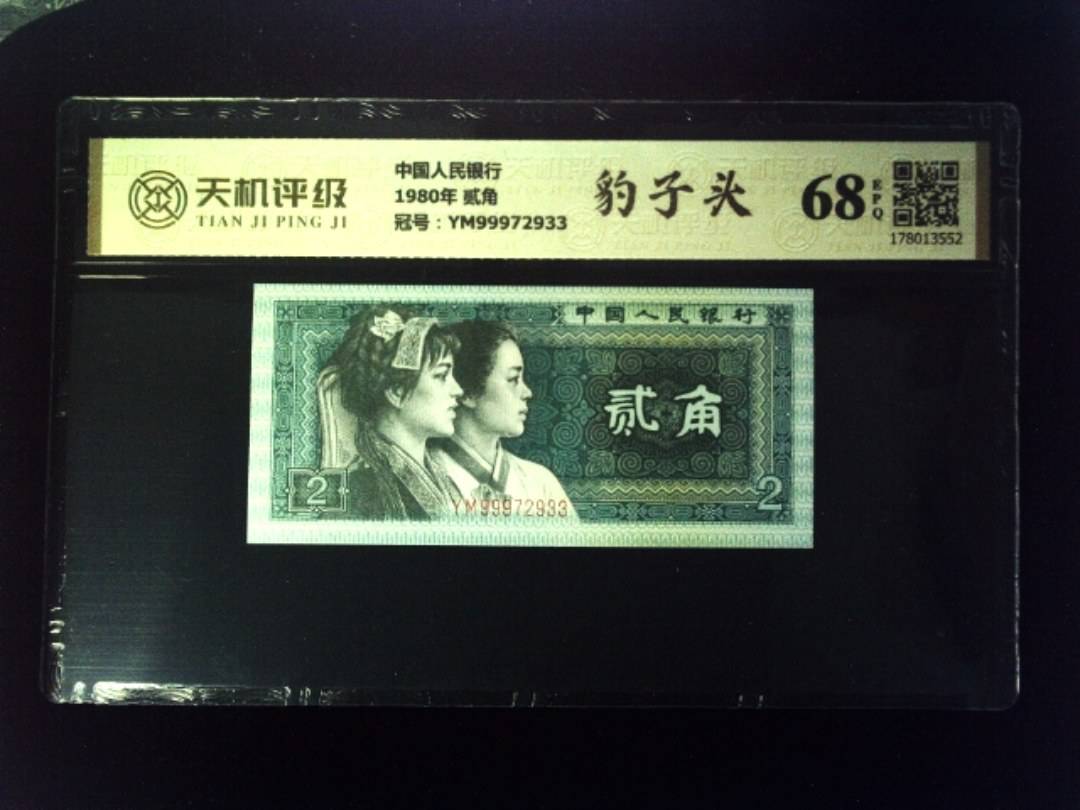 天机评级
TIAN JI PING JI
中国人民银行
1980年 贰角
冠号：YM99972933
豹子头
68
EPQ
178013552
中国人民银行
贰角
2
2
YM99972933